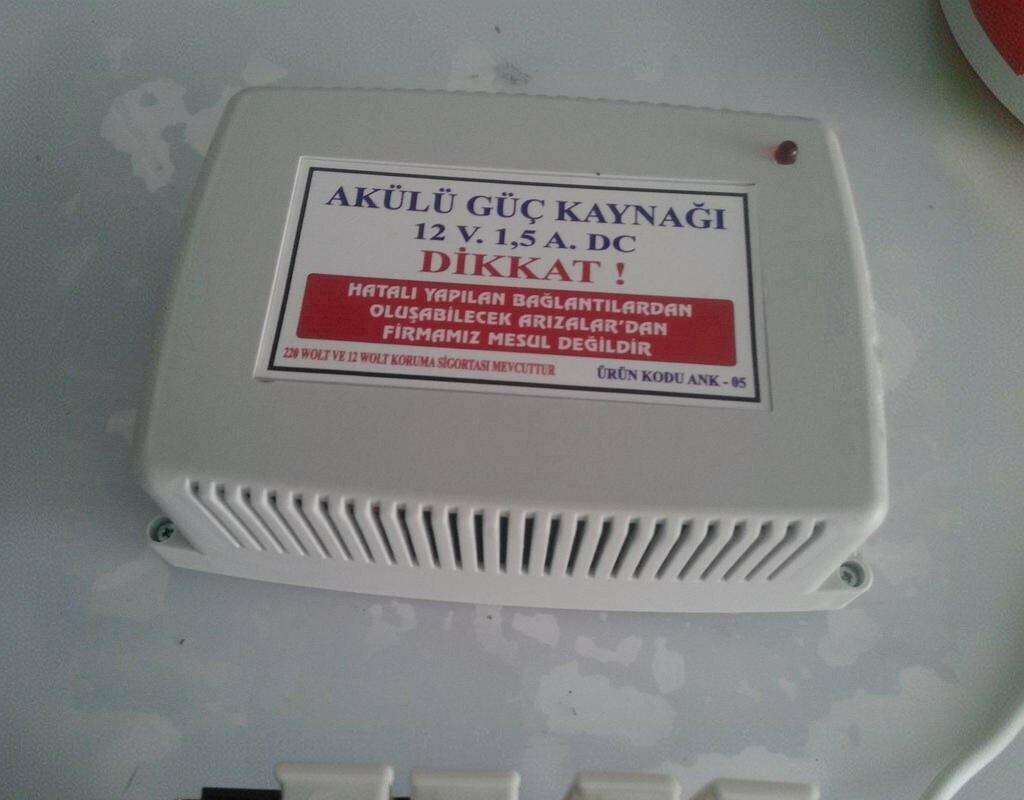 AKÜLÜ GÜÇ KAYNAĞI
12 V. 1,5 A. DC
DİKKAT !
HATALI YAPILAN BAĞLANTILARDAN
OLUŞABİLECEK ARIZALAR'DAN
FİRMAMIZ MESUL DEĞİLDİR
220 WOLT VE 12 WOLT KORUMA SİGORTASI MEVCUTTUR
ÜRÜN KODU ANK - 05